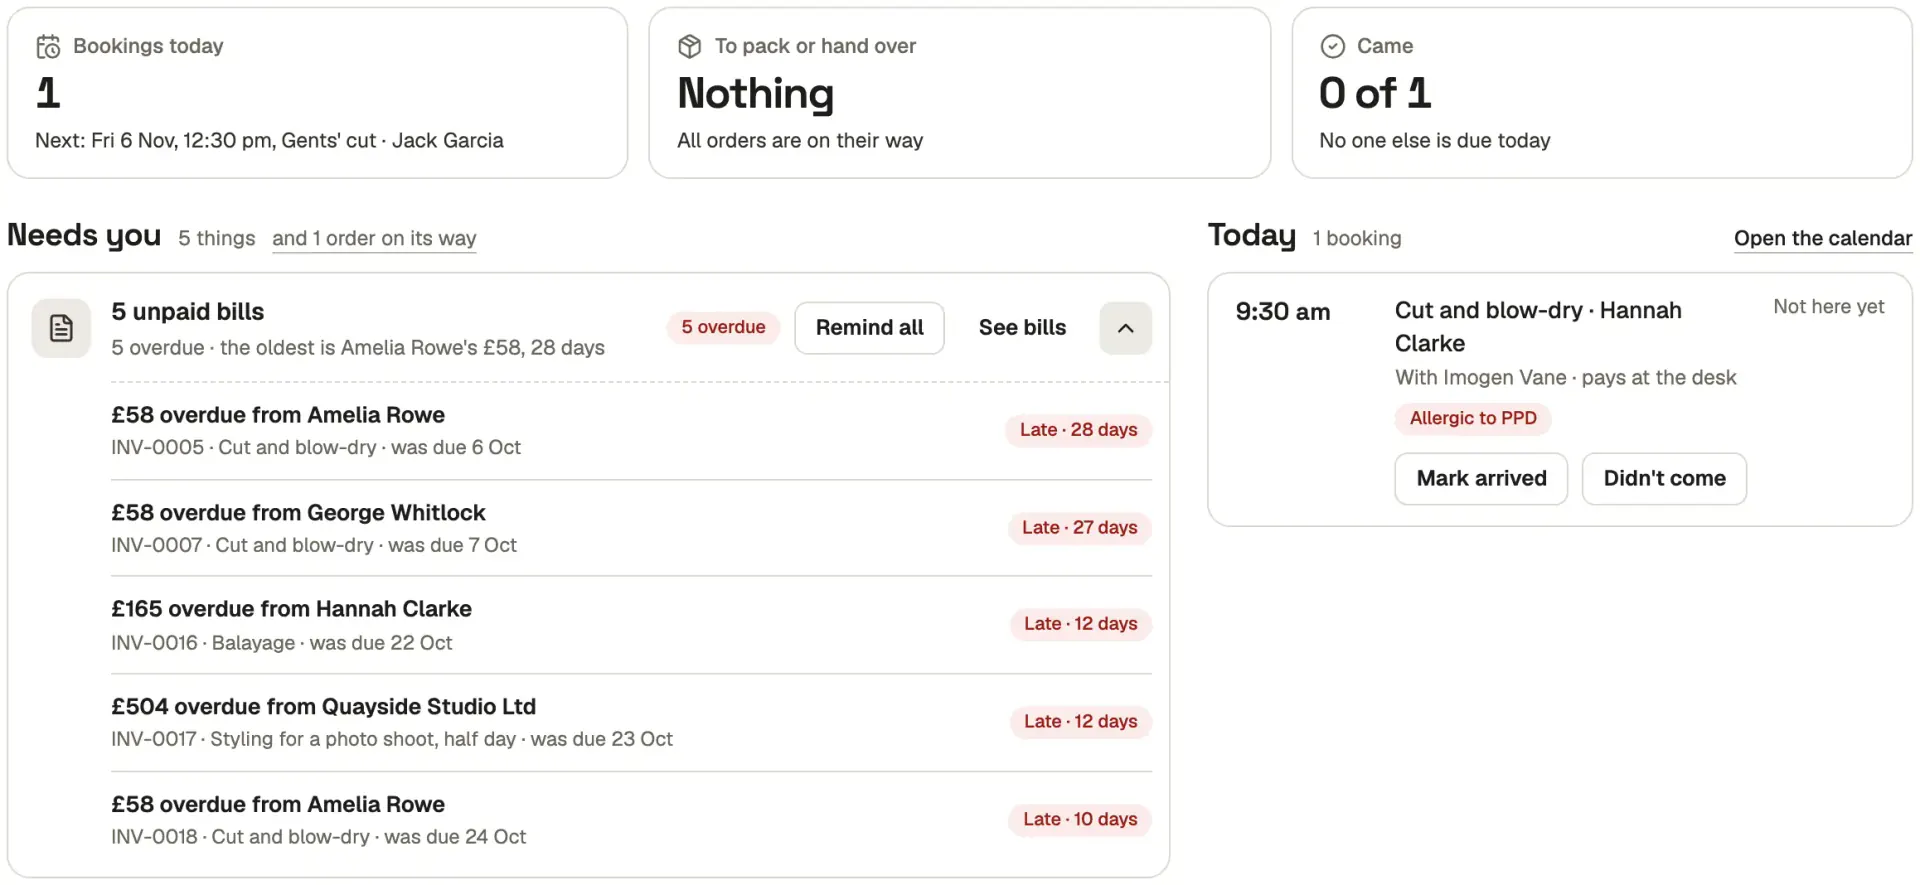 Bookings today
1
Next: Fri 6 Nov, 12:30 pm, Gents' cut · Jack Garcia
To pack or hand over
Nothing
All orders are on their way
Came
0 of 1
No one else is due today
Needs you 5 things and 1 order on its way
5 unpaid bills
5 overdue · the oldest is Amelia Rowe's £58, 28 days
5 overdue
Remind all
See bills
£58 overdue from Amelia Rowe
INV-0005 · Cut and blow-dry · was due 6 Oct
Late · 28 days
£58 overdue from George Whitlock
INV-0007 · Cut and blow-dry · was due 7 Oct
Late · 27 days
£165 overdue from Hannah Clarke
INV-0016 · Balayage · was due 22 Oct
Late · 12 days
£504 overdue from Quayside Studio Ltd
INV-0017 · Styling for a photo shoot, half day · was due 23 Oct
Late · 12 days
£58 overdue from Amelia Rowe
INV-0018 · Cut and blow-dry · was due 24 Oct
Late · 10 days
Today 1 booking
Open the calendar
9:30 am
Cut and blow-dry · Hannah
Clarke
Not here yet
With Imogen Vane · pays at the desk
Allergic to PPD
Mark arrived
Didn't come